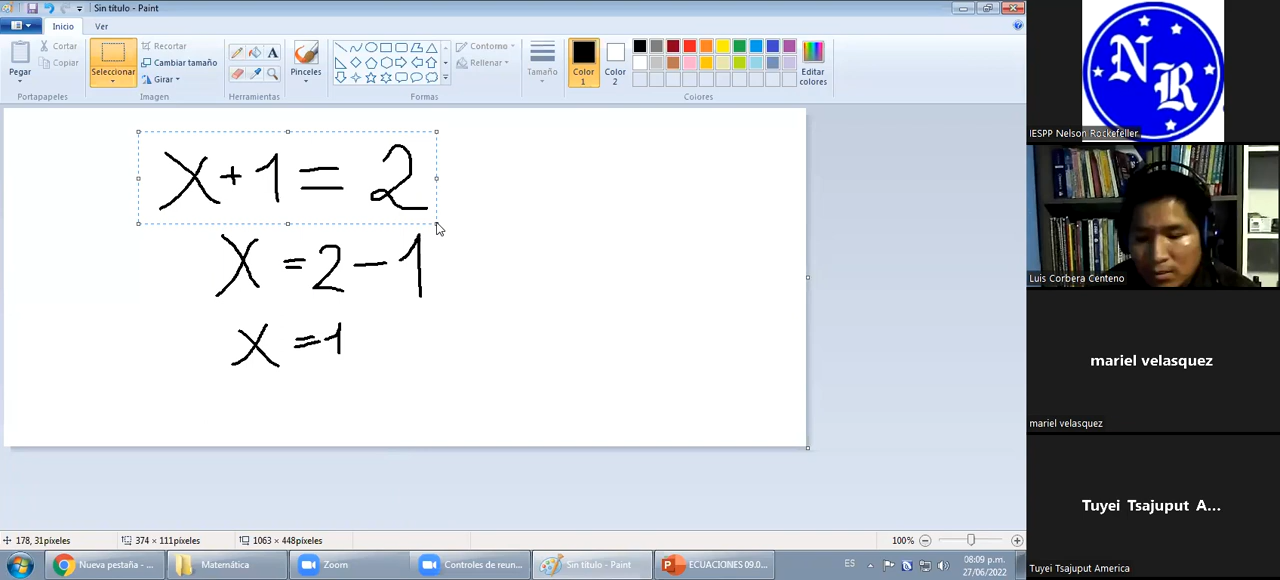 Sin título - Paint
Inicio
Ver
Pegar
Cortar
Copiar
Portapapeles
Seleccionar
Recortar
Cambiar tamaño
Girar
Imagen
A
Herramientas
Pinceles
Contorno
Rellenar
Formas
Tamaño
Color 1
Color 2
Editar colores
Colores
x+1=2
x=2-1
x=1
178, 31píxeles
374 × 111píxeles
1063 × 448píxeles
100%
Nueva pestaña - ...
Matemática
Zoom
Controles de reun...
Sin título - Paint
ECUACIONES 09.0...
ES
08:09 p.m.
27/06/2022
N R
IESPP Nelson Rockefeller
Luis Corbera Centeno
mariel velasquez
mariel velasquez
Tuyei Tsajuput A...
Tuyei Tsajuput America